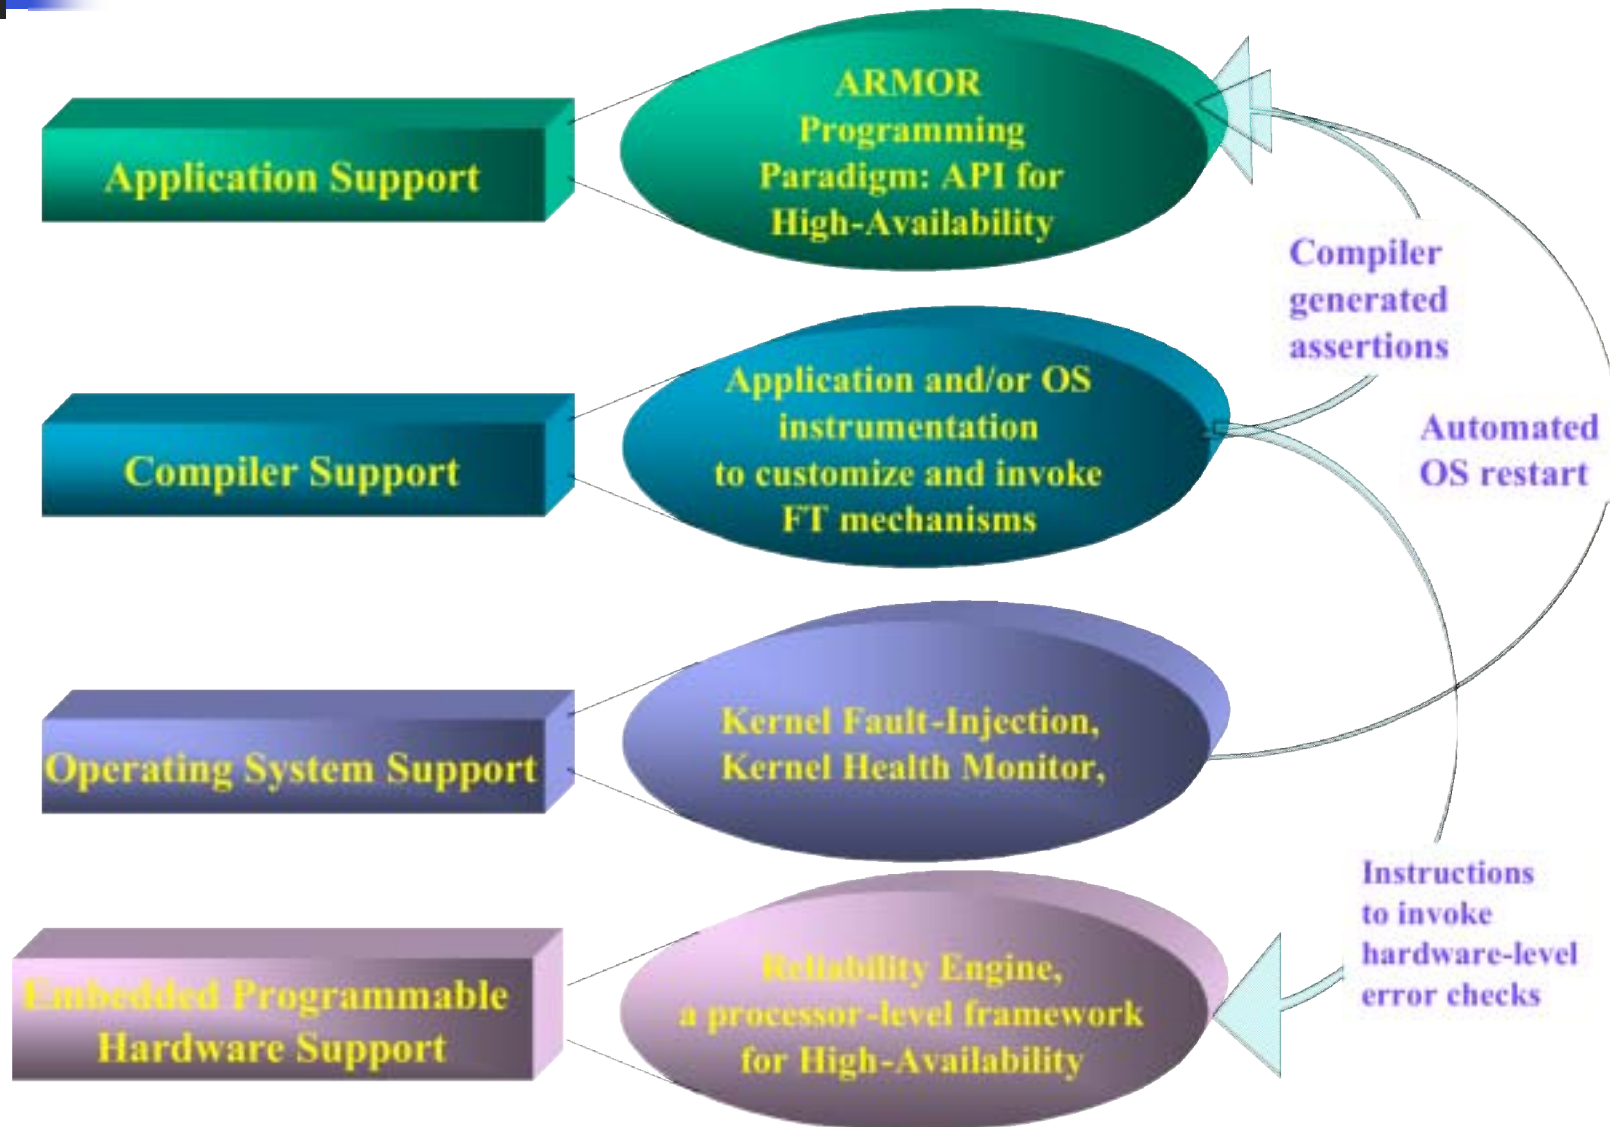 Application Support
ARMOR
Programming
Paradigm: API for
High-Availability
Compiler
generated
assertions
Compiler Support
Application and/or OS
instrumentation
to customize and invoke
FT mechanisms
Automated
OS restart
Operating System Support
Kernel Fault-Injection,
Kernel Health Monitor,
Instructions
to invoke
hardware-level
error checks
Embedded Programmable
Hardware Support
Reliability Engine,
a processor-level framework
for High-Availability